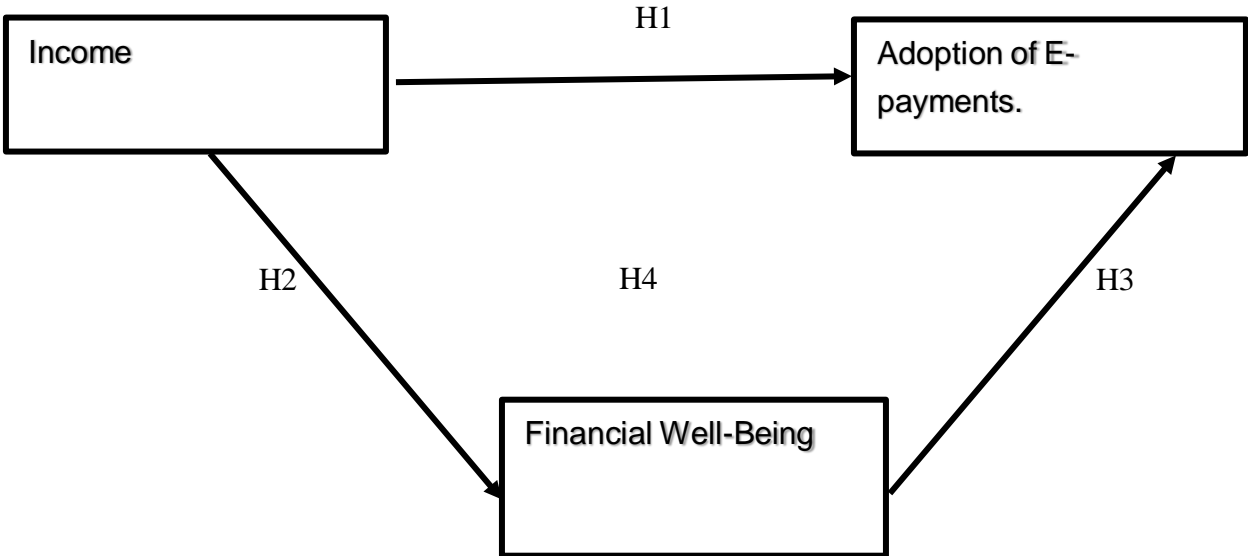 H1
Income
Adoption of E-
payments.
H2
H4
H3
Financial Well-Being